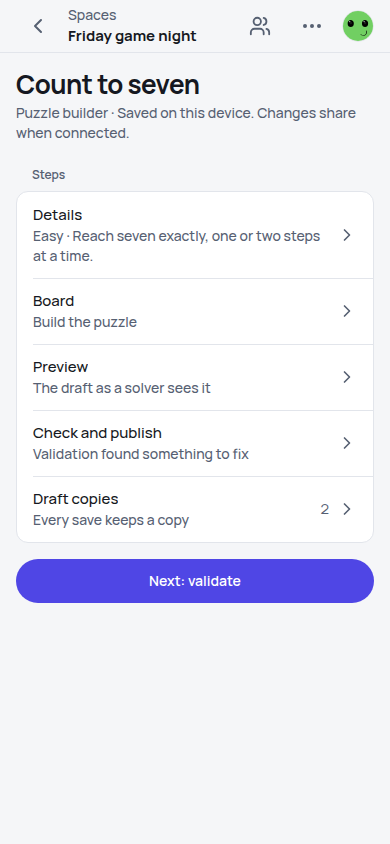 Spaces
Friday game night
Count to seven
Puzzle builder · Saved on this device. Changes share
when connected.
Steps
Details
Easy · Reach seven exactly, one or two steps
at a time.
Board
Build the puzzle
Preview
The draft as a solver sees it
Check and publish
Validation found something to fix
Draft copies
Every save keeps a copy
2
Next: validate